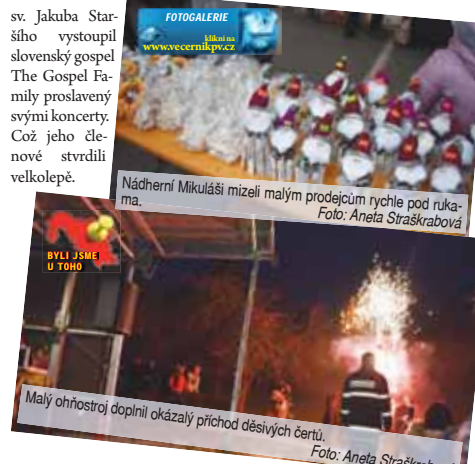 sv. Jakuba Star-
šího vystoupil
slovenský gospel
The Gospel Fa-
mily proslavený
svými koncerty.
Což jeho čle-
nové stvrdili
velkolepě.
FOTOGALERIE
klikni na
www.vecernikpv.cz
Nádherní Mikuláši mizeli malým prodejcům rychle pod ruka-
ma.
Foto: Aneta Straškrabová
BYLI JSME
U TOHO
Malý ohňostroj doplnil okázalý příchod děsivých čertů.
Foto: Aneta